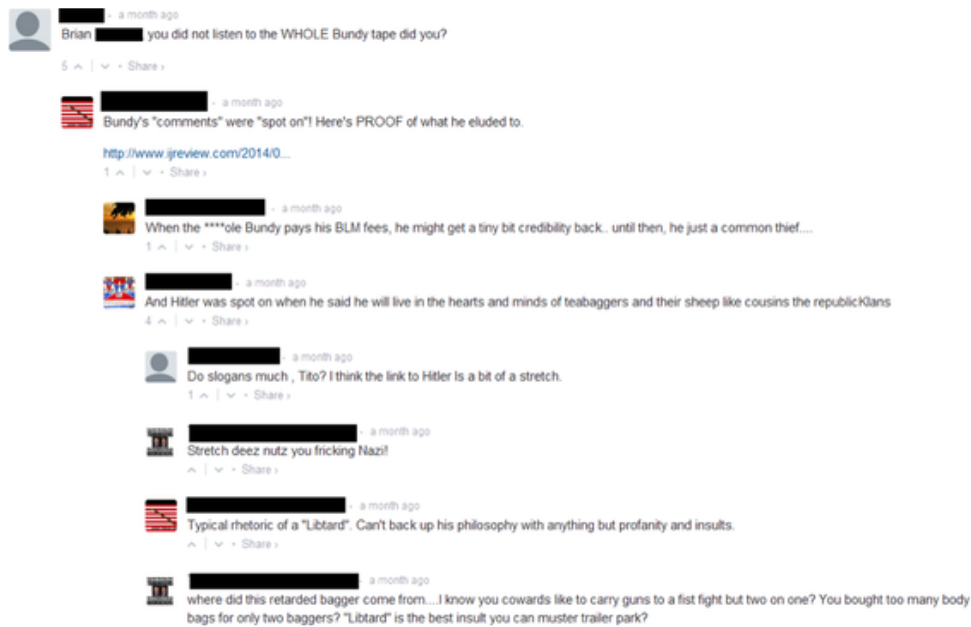 a month ago
Brian you did not listen to the WHOLE Bundy tape did you?
5 Share ›
a month ago
Bundy's "comments" were "spot on"! Here's PROOF of what he eluded to.
http://www.ijreview.com/2014/0...
1 Share ›
a month ago
When the ****ole Bundy pays his BLM fees, he might get a tiny bit credibility back.. until then, he just a common thief....
1 Share ›
a month ago
And Hitler was spot on when he said he will live in the hearts and minds of teabaggers and their sheep like cousins the republicKlans
4 Share ›
a month ago
Do slogans much , Tito? I think the link to Hitler Is a bit of a stretch.
1 Share ›
a month ago
Stretch deez nutz you fricking Nazi!
Share ›
a month ago
Typical rhetoric of a "Libtard". Can't back up his philosophy with anything but profanity and insults.
Share ›
a month ago
where did this retarded bagger come from....I know you cowards like to carry guns to a fist fight but two on one? You bought too many body
bags for only two baggers? "Libtard" is the best insult you can muster trailer park?